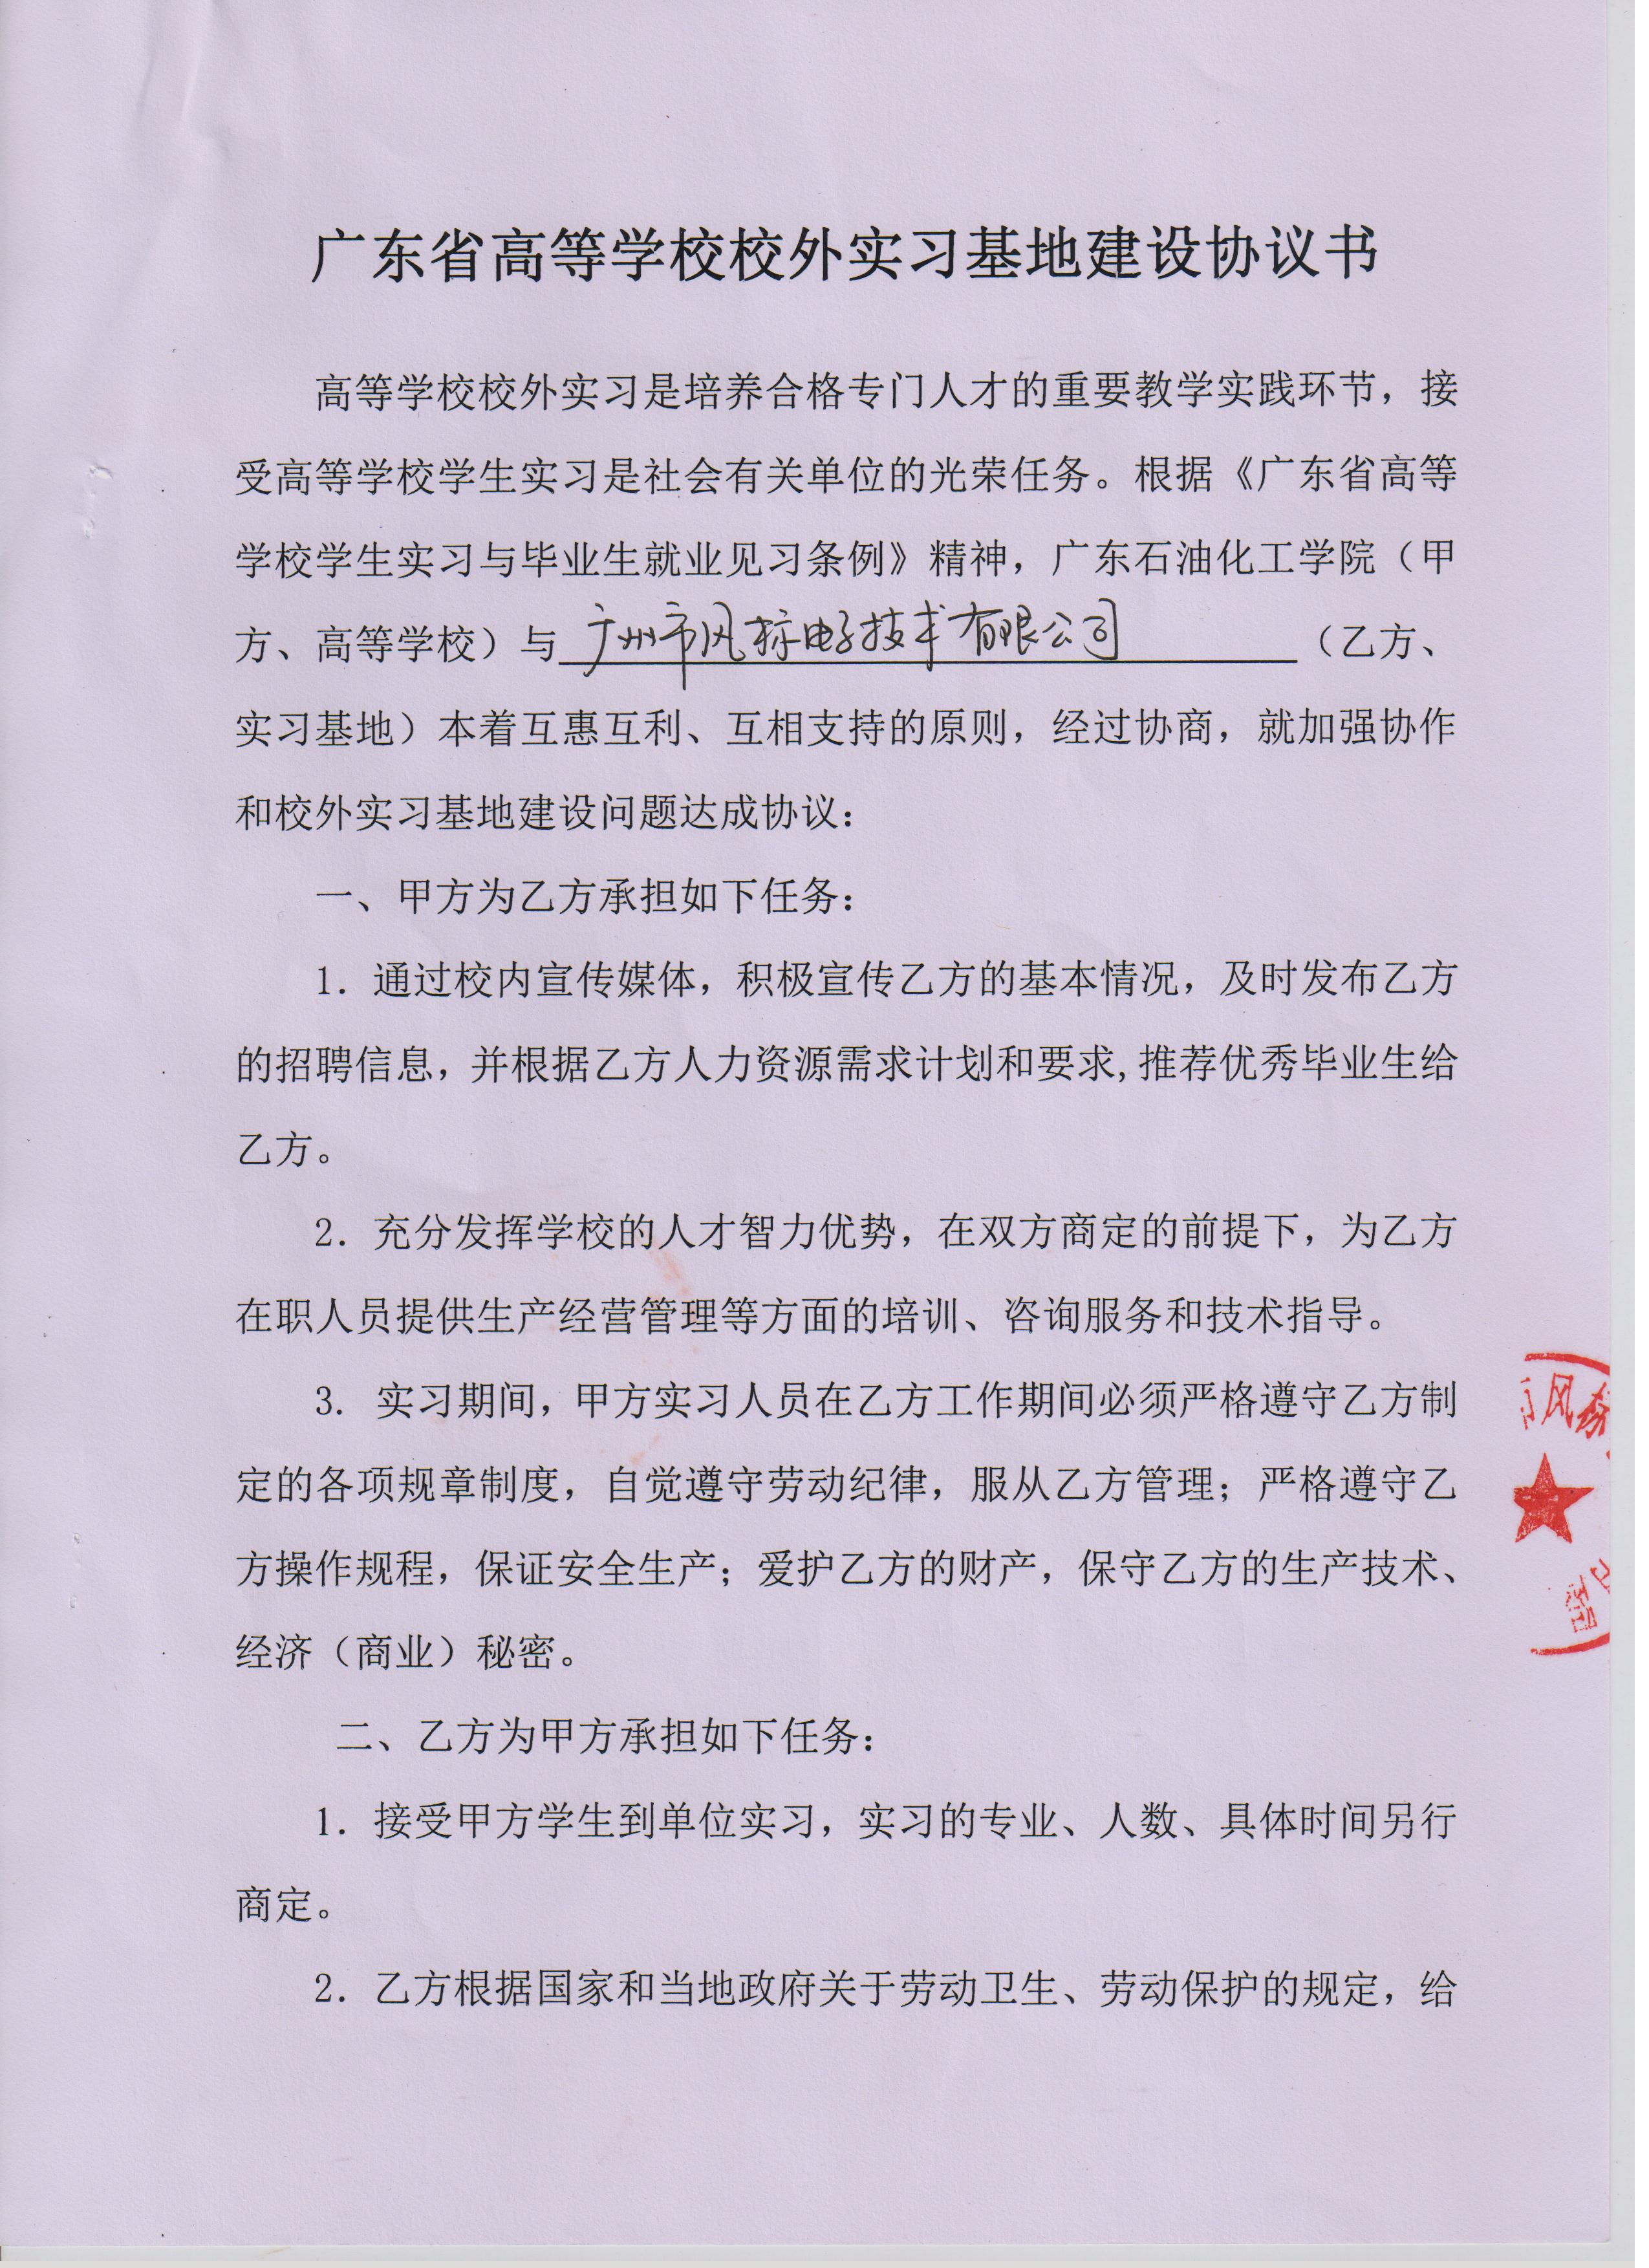 广东省高等学校校外实习基地建设协议书
高等学校校外实习是培养合格专门人才的重要教学实践环节，接
受高等学校学生实习是社会有关单位的光荣任务。根据《广东省高等
学校学生实习与毕业生就业见习条例》精神，广东石油化工学院（甲
方、高等学校）与广州市风标电子技术有限公司（乙方、
实习基地）本着互惠互利、互相支持的原则，经过协商，就加强协作
和校外实习基地建设问题达成协议：
一、甲方为乙方承担如下任务：
1. 通过校内宣传媒体，积极宣传乙方的基本情况，及时发布乙方
的招聘信息，并根据乙方人力资源需求计划和要求,推荐优秀毕业生给
乙方。
2. 充分发挥学校的人才智力优势，在双方商定的前提下，为乙方
在职人员提供生产经营管理等方面的培训、咨询服务和技术指导。
3. 实习期间，甲方实习人员在乙方工作期间必须严格遵守乙方制
定的各项规章制度，自觉遵守劳动纪律，服从乙方管理；严格遵守乙
方操作规程，保证安全生产；爱护乙方的财产，保守乙方的生产技术、
经济（商业）秘密。
二、乙方为甲方承担如下任务：
1. 接受甲方学生到单位实习，实习的专业、人数、具体时间另行
商定。
2. 乙方根据国家和当地政府关于劳动卫生、劳动保护的规定，给
风标